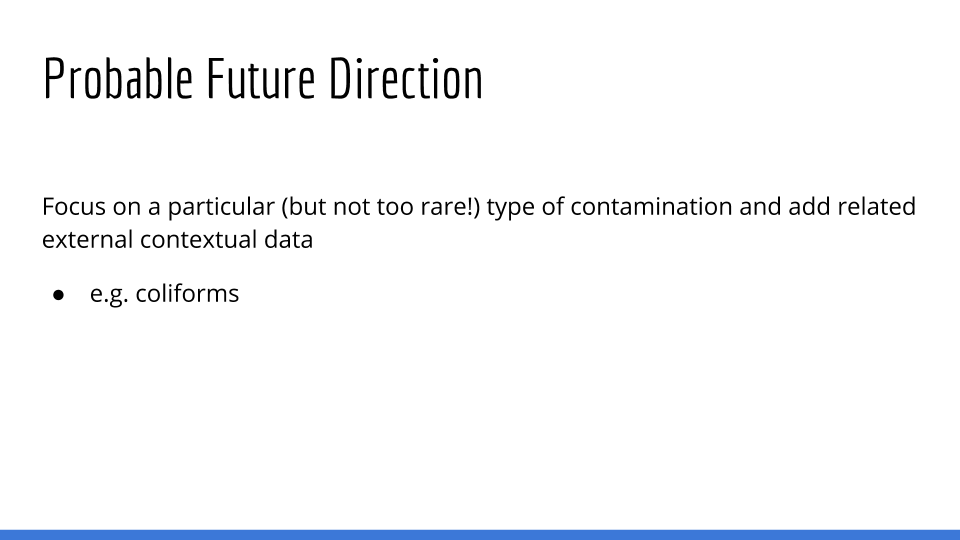 Probable Future Direction
Focus on a particular (but not too rare!) type of contamination and add related
external contextual data
● e.g. coliforms